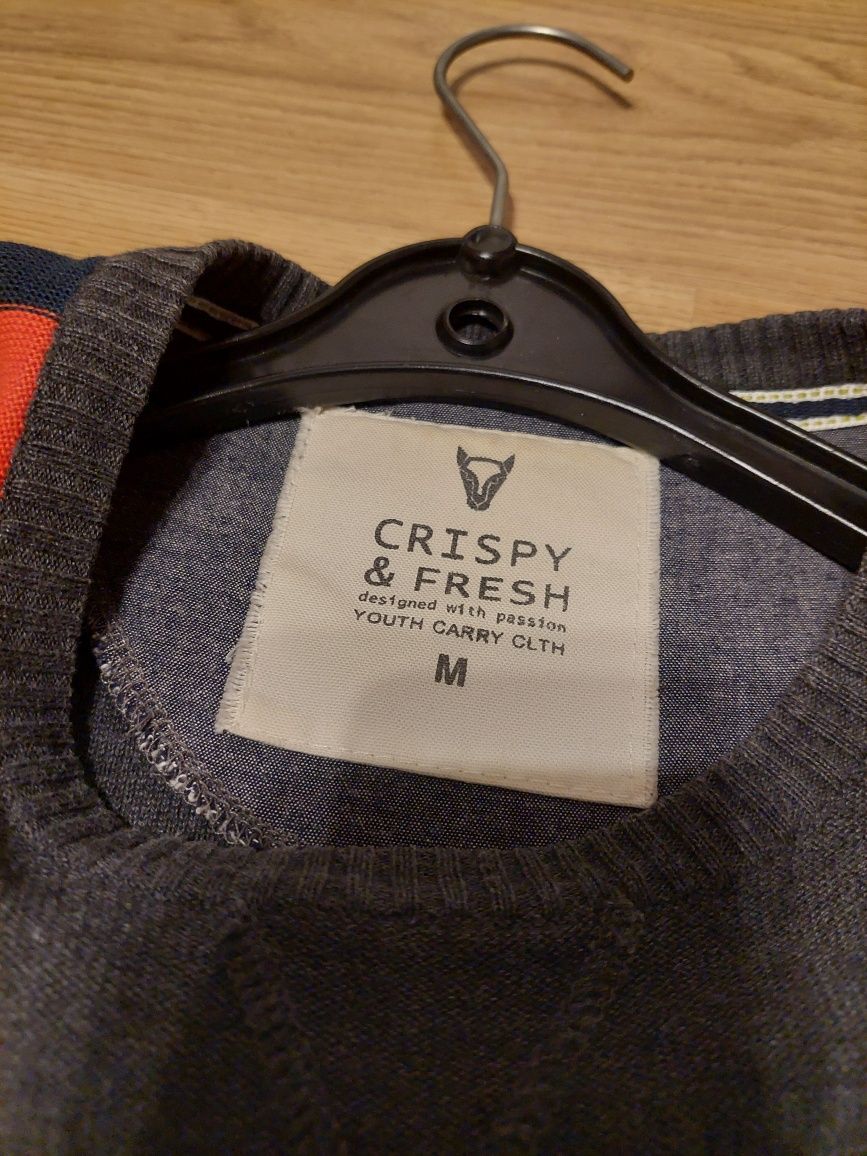 CRISPY
& FRESH
designed with passion
YOUTH CARRY CLTH
M